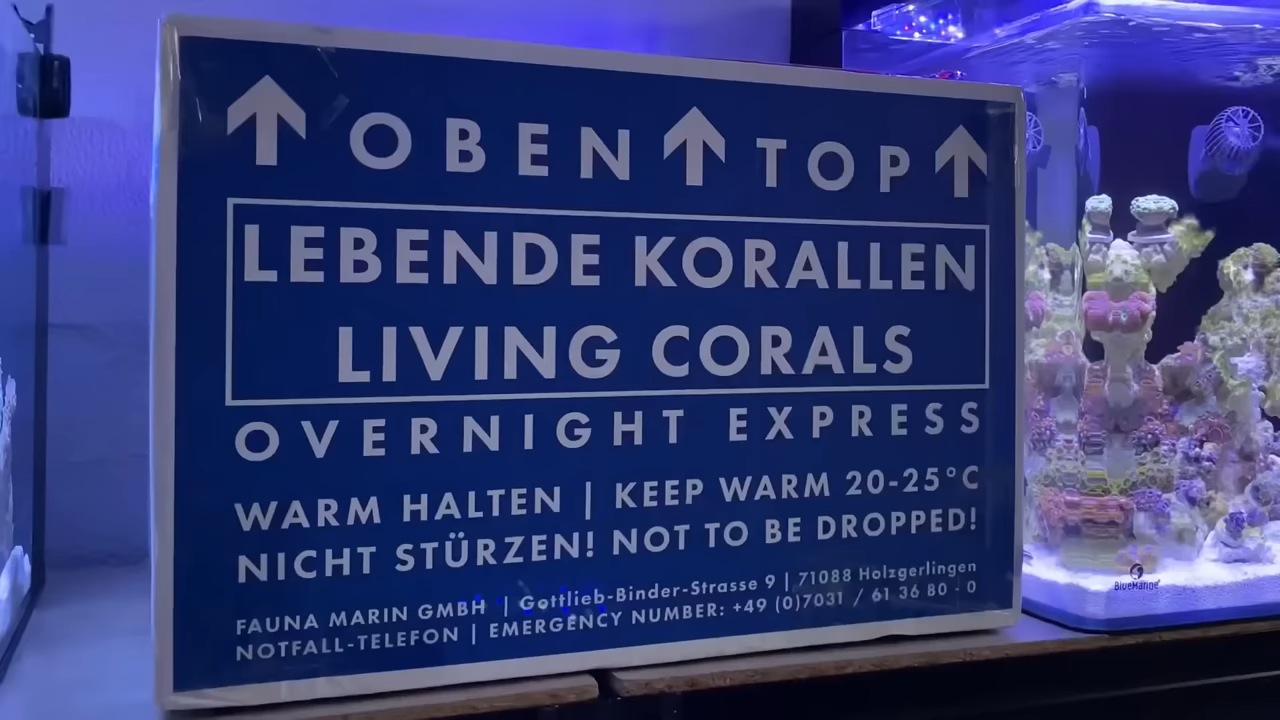 OBEN TOP
LEBENDE KORALLEN
LIVING CORALS
OVERNIGHT EXPRESS
WARM HALTEN | KEEP WARM 20-25°C
NICHT STÜRZEN! NOT TO BE DROPPED!
FAUNA MARIN GMBH | Gottlieb-Binder-Strasse 9 | 71088 Holzgerlingen
NOTFALL-TELEFON | EMERGENCY NUMBER: +49 (0)7031 / 61 36 80 - 0
BlueMarine